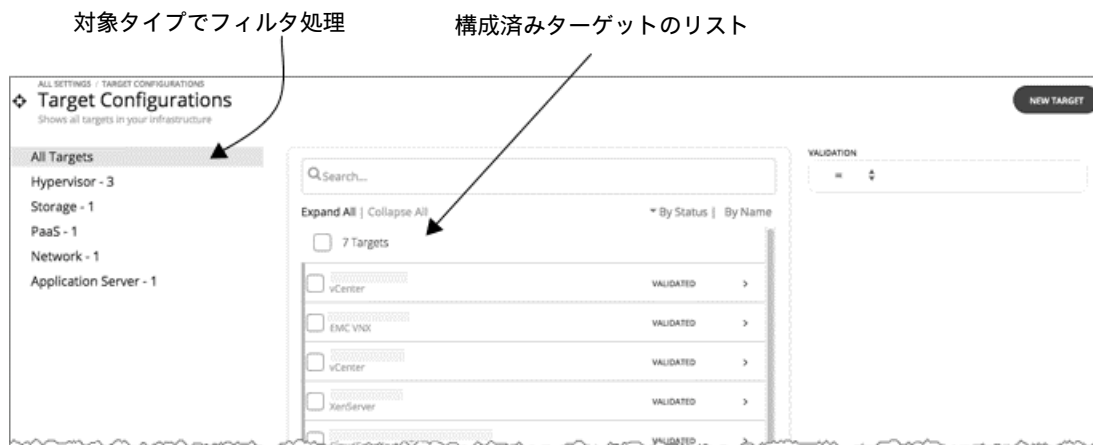 対象タイプでフィルタ処理
構成済みターゲットのリスト
ALL SETTINGS / TARGET CONFIGURATIONS
Target Configurations
Shows all targets in your infrastructure
NEW TARGET
All Targets
Hypervisor - 3
Storage - 1
PaaS - 1
Network - 1
Application Server - 1
Search...
Expand All | Collapse All
By Status | By Name
7 Targets
vCenter
VALIDATED
EMC VNX
VALIDATED
vCenter
VALIDATED
XenServer
VALIDATED
VALIDATED
VALIDATION
=